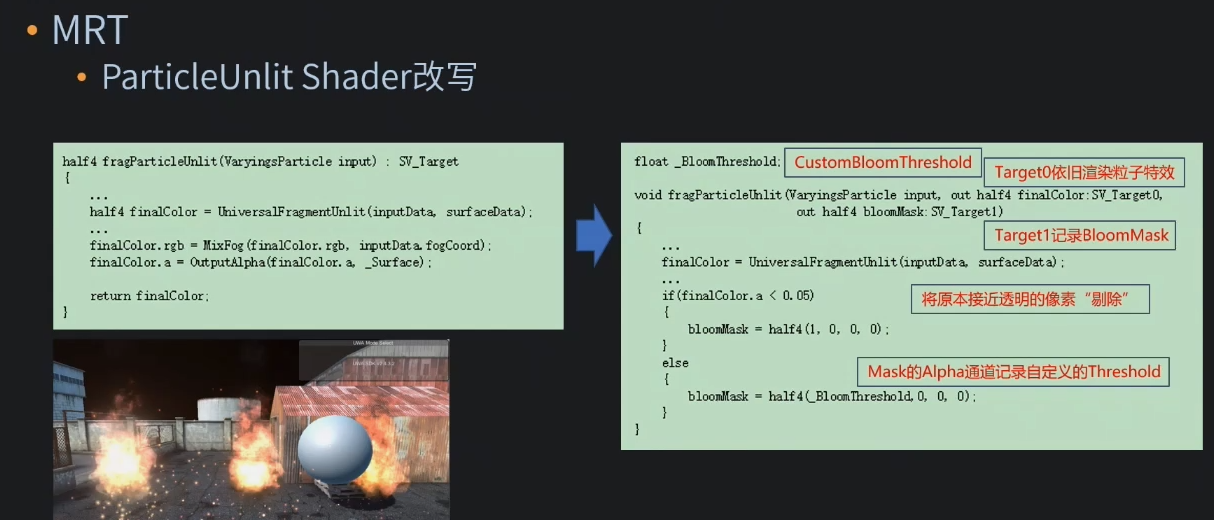 MRT
ParticleUnlit Shader改写
half4 fragParticleUnlit(VaryingsParticle input) : SV_Target
{
...
half4 finalColor = UniversalFragmentUnlit(inputData, surfaceData);
...
finalColor.rgb = MixFog(finalColor.rgb, inputData.fogCoord);
finalColor.a = OutputAlpha(finalColor.a, _Surface);
return finalColor;
}
float _BloomThreshold;
CustomBloomThreshold
Target0依旧渲染粒子特效
void fragParticleUnlit(VaryingsParticle input, out half4 finalColor:SV_Target0,
out half4 bloomMask:SV_Target1)
{
Target1记录BloomMask
...
finalColor = UniversalFragmentUnlit(inputData, surfaceData);
...
if(finalColor.a < 0.05)
将原本接近透明的像素“剔除”
{
bloomMask = half4(1, 0, 0, 0);
}
else
Mask的Alpha通道记录自定义的Threshold
{
bloomMask = half4(_BloomThreshold,0, 0, 0);
}
}
UWA Mode Select